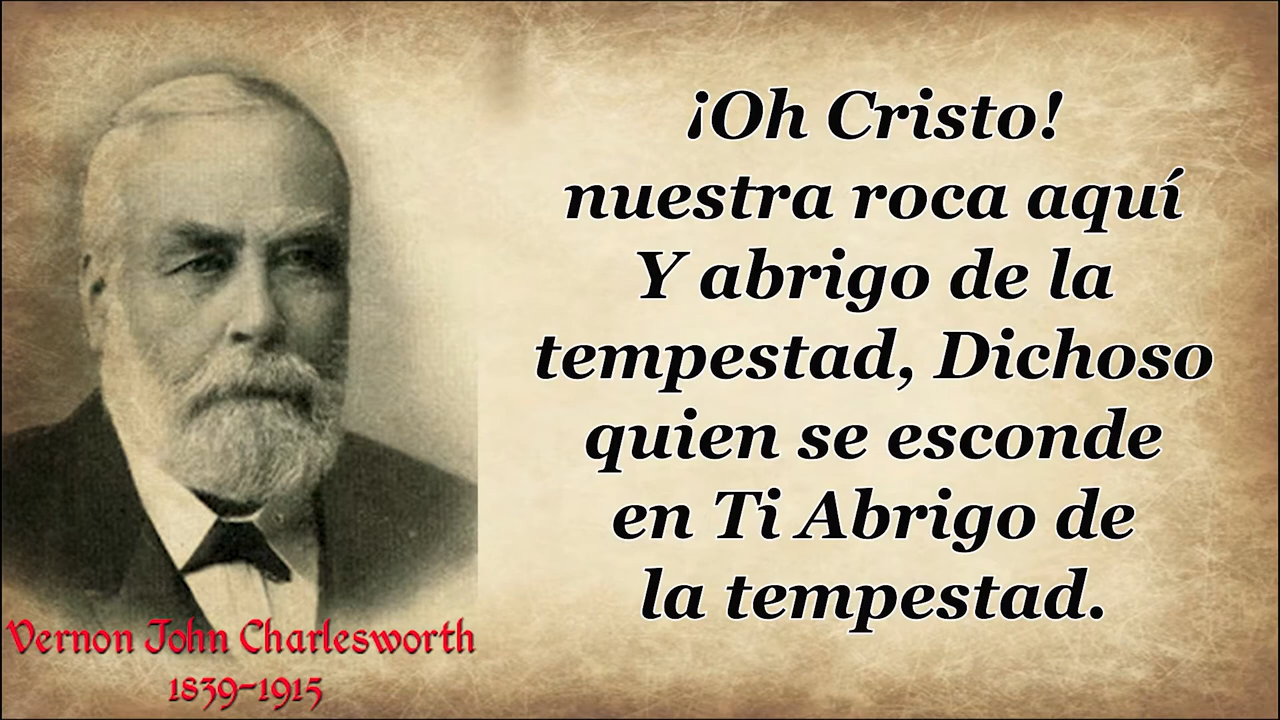 ¡Oh Cristo!
nuestra roca aquí
Y abrigo de la
tempestad, Dichoso
quien se esconde
en Ti Abrigo de
la tempestad.
Vernon John Charlesworth
1839-1915